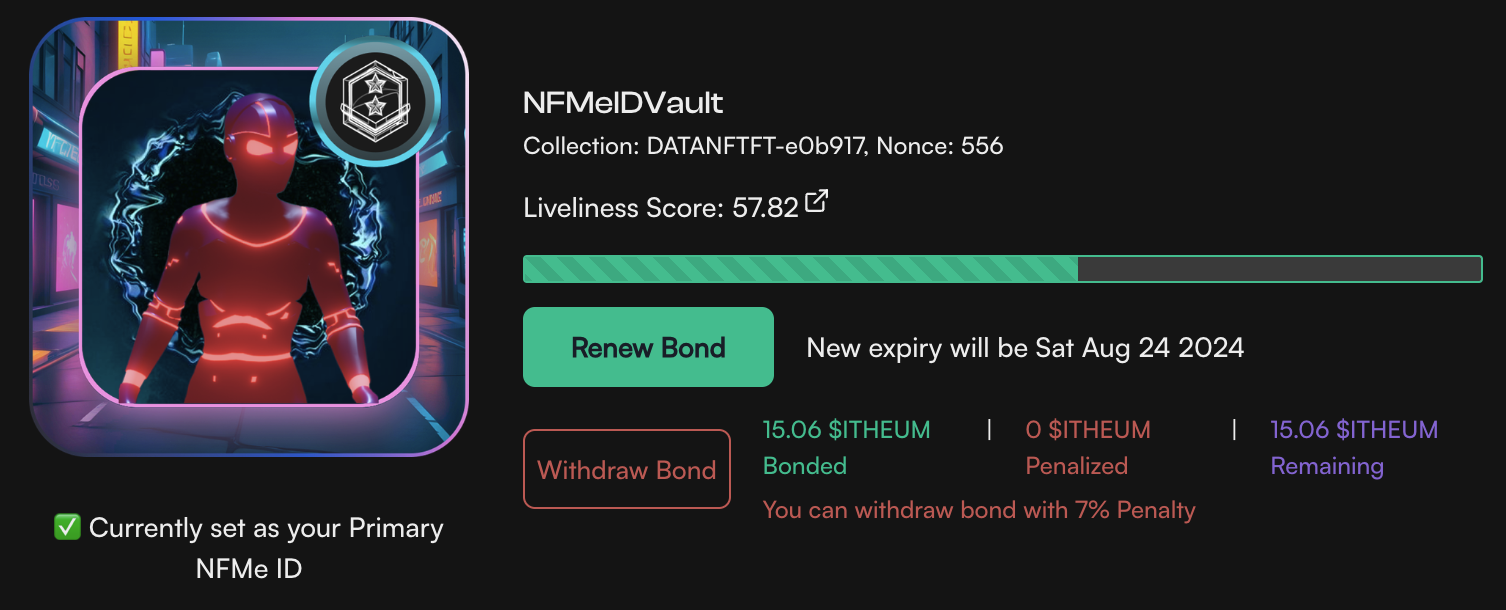 NFMeIDVault
Collection: DATANFTFT-e0b917, Nonce: 556
Liveliness Score: 57.82
Renew Bond
New expiry will be Sat Aug 24 2024
Withdraw Bond
15.06 $ITHEUM | 0 $ITHEUM | 15.06 $ITHEUM
Bonded Penalized Remaining
You can withdraw bond with 7% Penalty
✅ Currently set as your Primary
NFMe ID